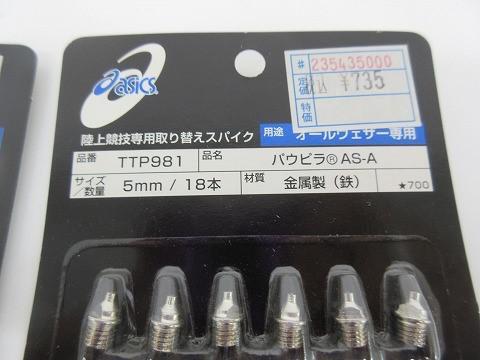 asics
# 235435000
定価 税込 ¥735
特価
陸上競技専用取り替えスパイク 用途 オールウェザー専用
品番 TTP981 品名 パウピラ® AS-A
サイズ/数量 5mm / 18本 材質 金属製（鉄） ★700